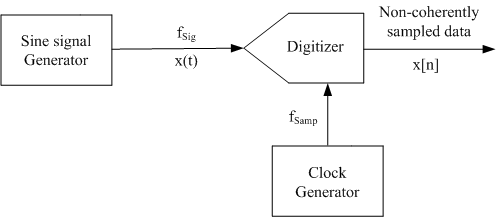 Sine signal
Generator
f_Sig
x(t)
Digitizer
Non-coherently
sampled data
x[n]
f_Samp
Clock
Generator